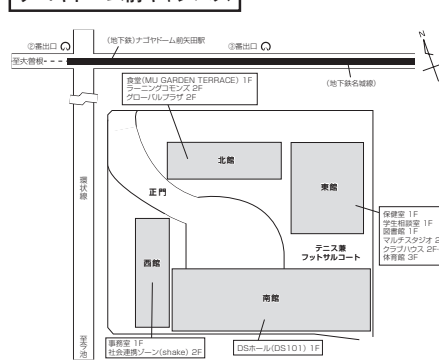 ②番出口
(地下鉄)ナゴヤドーム前矢田駅
③番出口
N
至大曽根
(地下鉄名城線)
食堂(MU GARDEN TERRACE) 1F
ラーニングコモンズ 2F
グローバルプラザ 2F
北館
東館
環状線
正門
保健室 1F
学生相談室 1F
図書館 1F
マルチスタジオ 2
クラブハウス 2F
体育館 3F
西館
テニス兼
フットサルコート
南館
至今池
事務室 1F
社会連携ゾーン(shake) 2F
DSホール(DS101) 1F